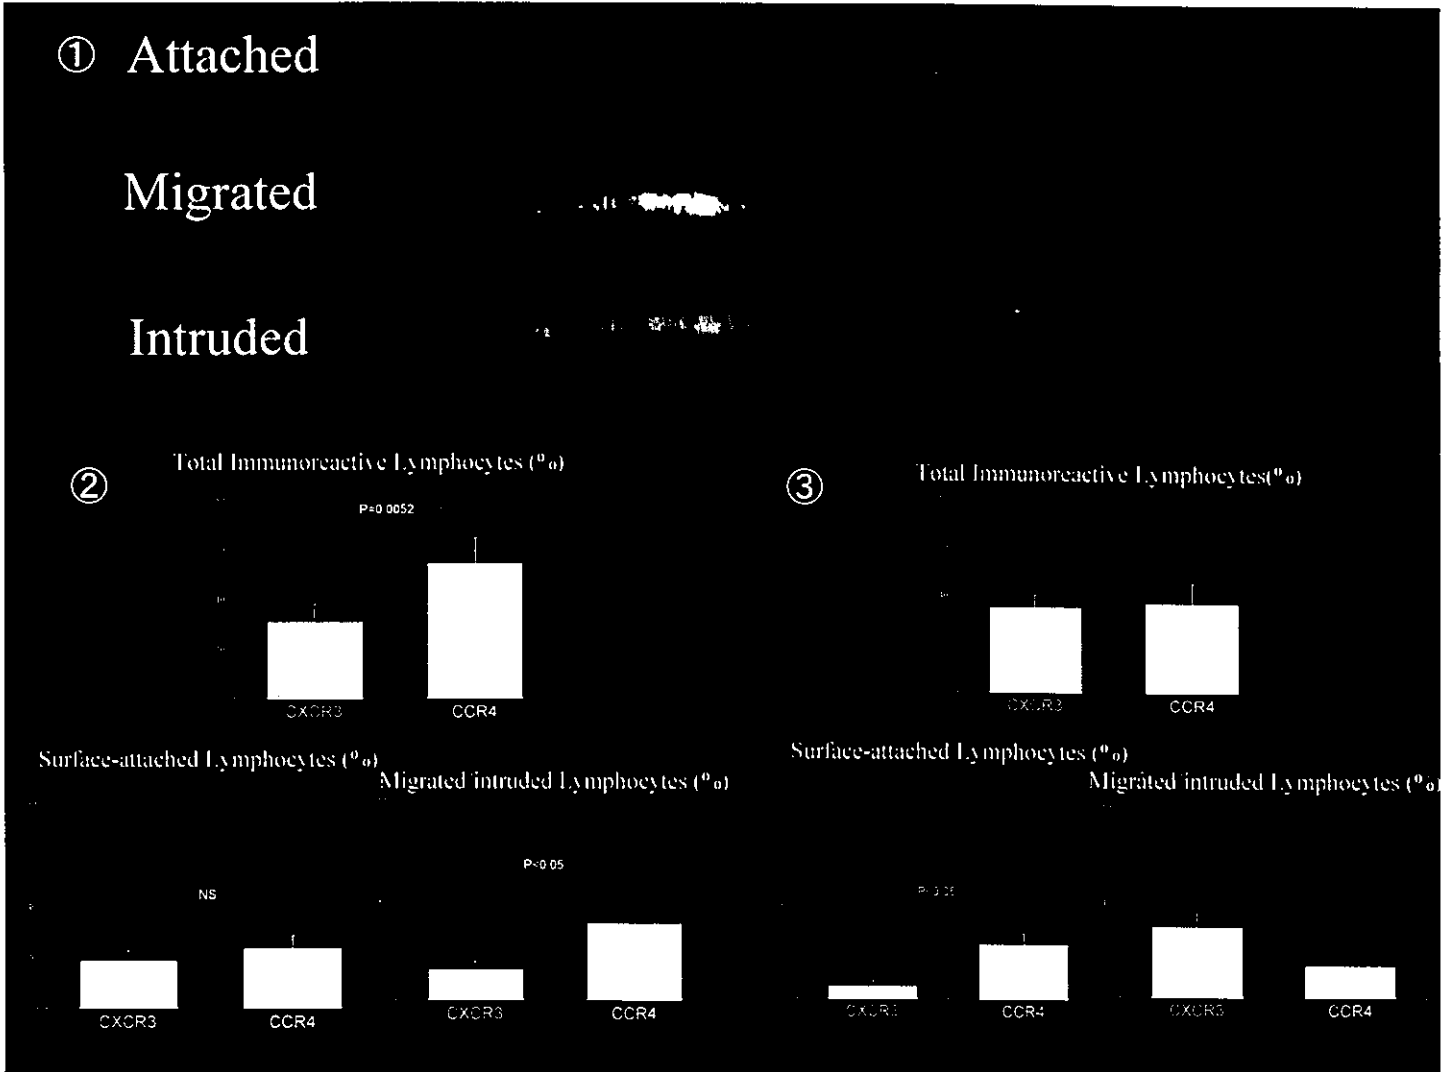 ① Attached
Migrated
Intruded
②
Total Immunoreactive Lymphocytes (%)
P=0.0052
CXCR3
CCR4
Surface-attached Lymphocytes (%)
NS
CXCR3
CCR4
Migrated intruded Lymphocytes (%)
P<0.05
CXCR3
CCR4
③
Total Immunoreactive Lymphocytes(%)
CXCR3
CCR4
Surface-attached Lymphocytes (%)
CXCR3
CCR4
Migrated intruded Lymphocytes (%)
CXCR3
CCR4